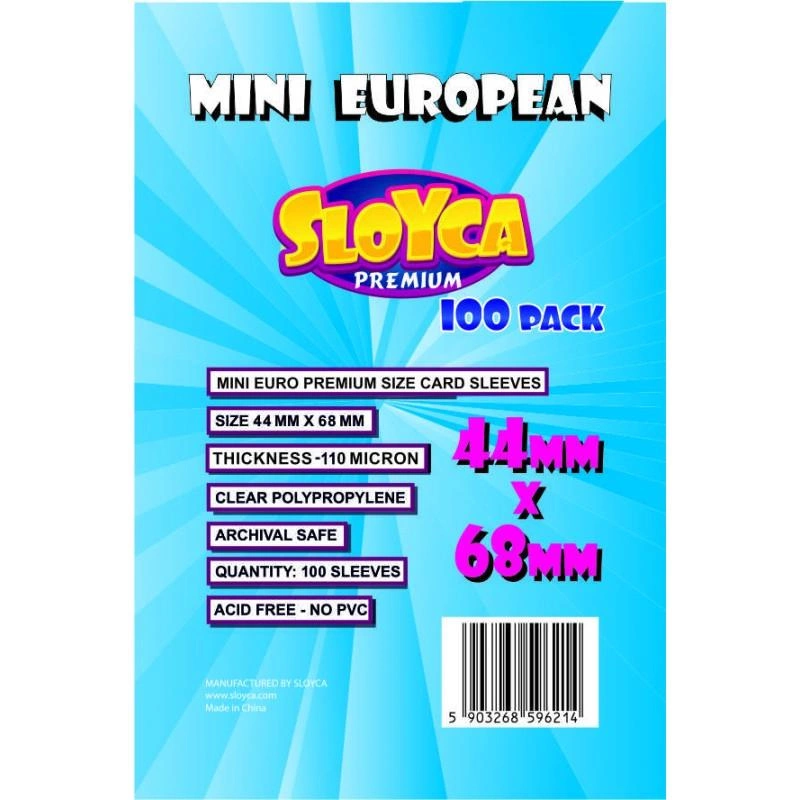 MINI EUROPEAN
SLOYCA
PREMIUM
100 PACK
MINI EURO PREMIUM SIZE CARD SLEEVES
SIZE 44 MM X 68 MM
THICKNESS -110 MICRON
CLEAR POLYPROPYLENE
ARCHIVAL SAFE
QUANTITY: 100 SLEEVES
ACID FREE - NO PVC
44MM
X
68MM
MANUFACTURED BY SLOYCA
www.sloyca.com
Made in China
5 903268 596214